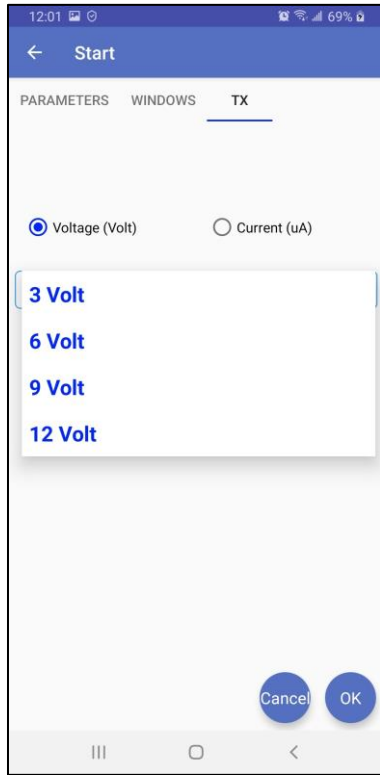 12:01 69%
Start
PARAMETERS WINDOWS TX
Voltage (Volt) Current (uA)
3 Volt
6 Volt
9 Volt
12 Volt
Cancel OK